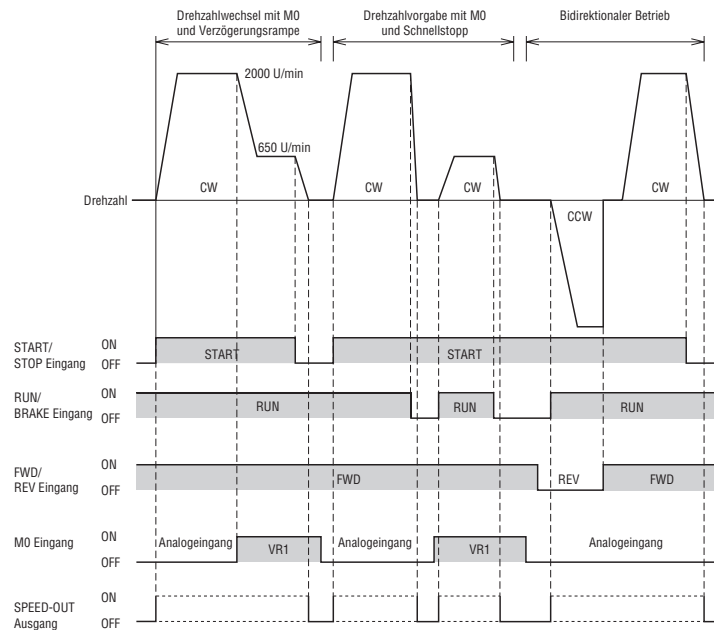 Drehzahlwechsel mit M0
und Verzögerungsrampe
Drehzahlvorgabe mit M0
und Schnellstopp
Bidirektionaler Betrieb
2000 U/min
650 U/min
CW
CW
CW
CW
Drehzahl
CCW
START/
STOP Eingang
ON
OFF
START
START
RUN/
BRAKE Eingang
ON
OFF
RUN
RUN
RUN
FWD/
REV Eingang
ON
OFF
FWD
REV
FWD
M0 Eingang
ON
OFF
Analogeingang
VR1
Analogeingang
VR1
Analogeingang
SPEED-OUT
Ausgang
ON
OFF